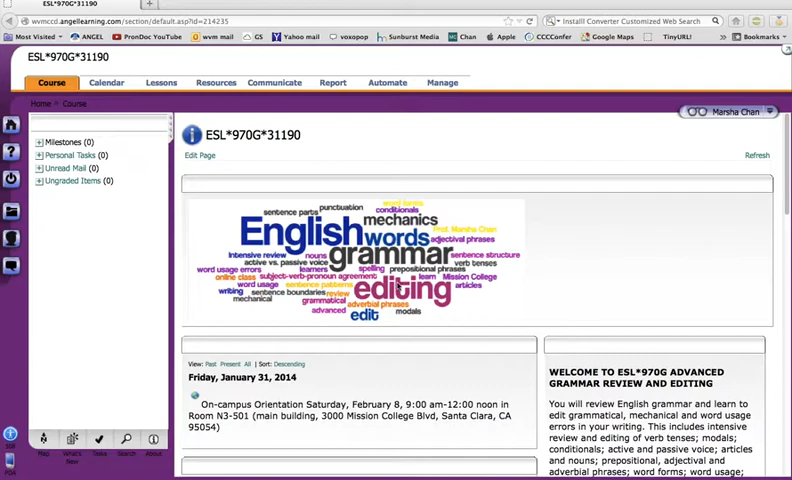 ESL*970G*31190
wvmccd.angellearning.com/section/default.asp?id=214235
Installl Converter Customized Web Search
Most Visited
ANGEL
PronDoc YouTube
wvm mail
GS
Yahoo mail
voxopop
Sunburst Media
Chan
Apple
CCCConfer
Google Maps
TinyURL!
Bookmarks
ESL*970G*31190
Course
Calendar
Lessons
Resources
Communicate
Report
Automate
Manage
Home
Course
Marsha Chan
Milestones (0)
Personal Tasks (0)
Unread Mail (0)
Ungraded Items (0)
ESL*970G*31190
Edit Page
Refresh
word forms
punctuation
conditionals
sentence parts
mechanics
English
words
Prof. Marsha Chan
adjectival phrases
Intensive review
nouns
grammar
sentence structure
active vs. passive voice
verb tenses
word usage errors
learners
spelling
prepositional phrases
online class
subject-verb-pronoun agreement
learn
Mission College
word usage
sentence patterns
editing
articles
writing
sentence boundaries
review
mechanical
grammatical
adverbial phrases
advanced
edit
modals
View: Past Present All | Sort: Descending
Friday, January 31, 2014
On-campus Orientation Saturday, February 8, 9:00 am-12:00 noon in
Room N3-501 (main building, 3000 Mission College Blvd, Santa Clara, CA
95054)
WELCOME TO ESL*970G ADVANCED
GRAMMAR REVIEW AND EDITING
You will review English grammar and learn to
edit grammatical, mechanical and word usage
errors in your writing. This includes intensive
review and editing of verb tenses; modals;
conditionals; active and passive voice; articles
and nouns; prepositional, adjectival and
adverbial phrases; word forms; word usage;
Map
What's New
Tasks
Search
About
508
PDA